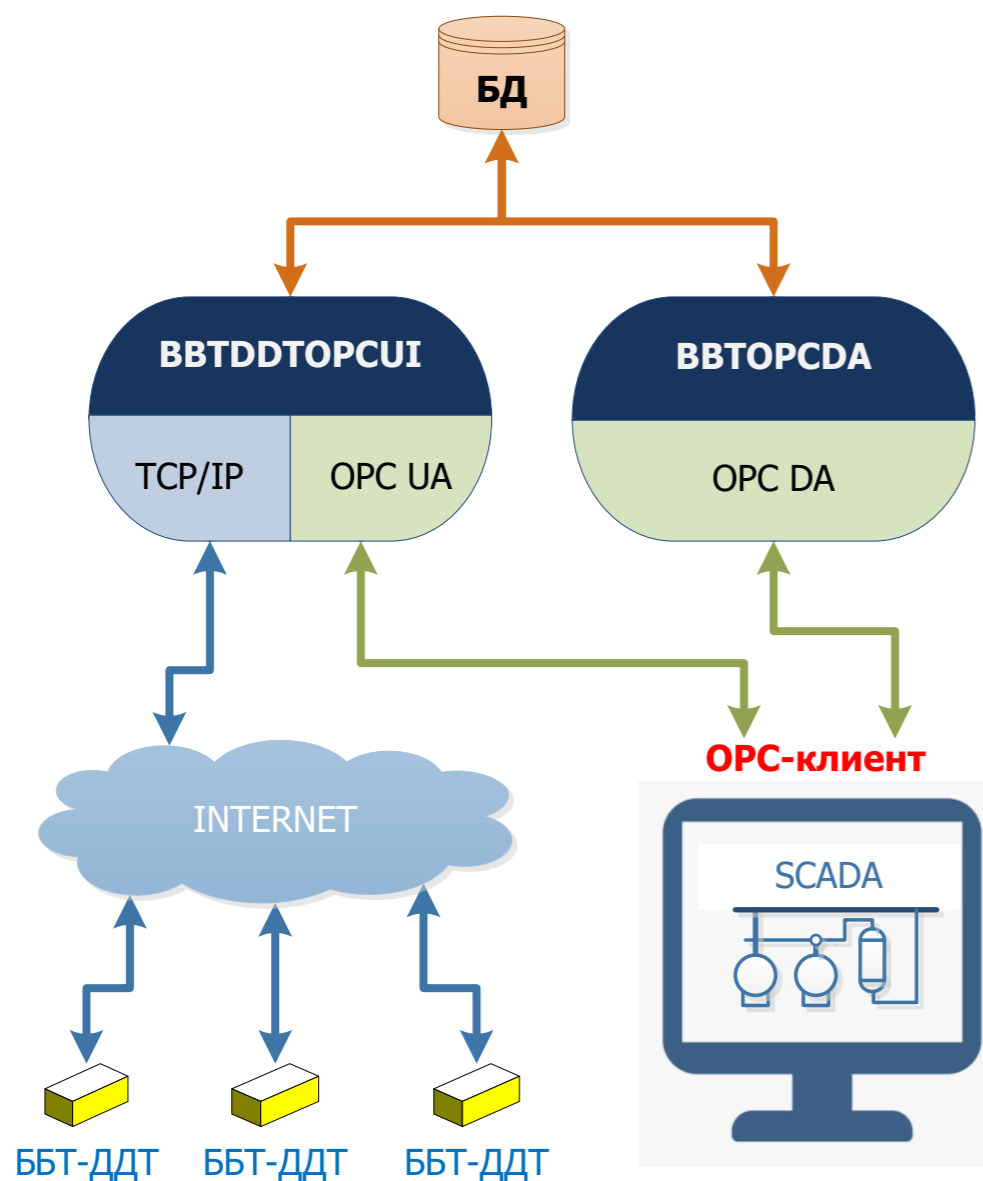 БД
BBTDDTOPCUI
BBTOPCDA
TCP/IP
OPC UA
OPC DA
OPC-клиент
INTERNET
SCADA
ББТ-ДДТ
ББТ-ДДТ
ББТ-ДДТ